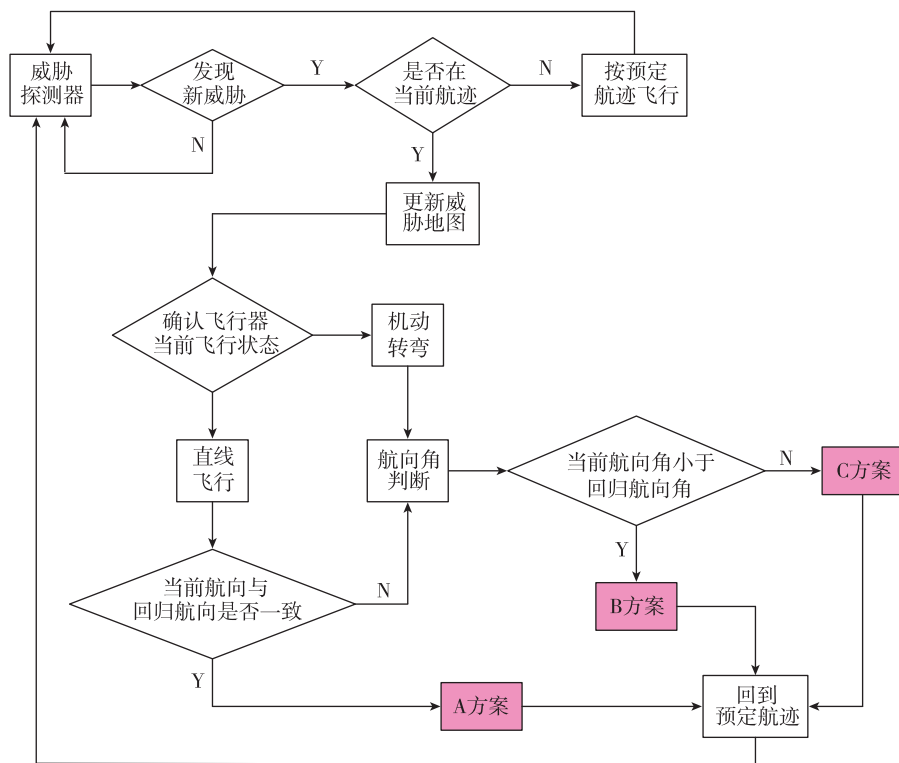 威胁
探测器
发现
新威胁
Y
N
是否在
当前航迹
N
Y
按预定
航迹飞行
更新威
胁地图
确认飞行器
当前飞行状态
机动
转弯
直线
飞行
航向角
判断
当前航向角小于
回归航向角
N
Y
C方案
当前航向与
回归航向是否一致
N
Y
B方案
A方案
回到
预定航迹